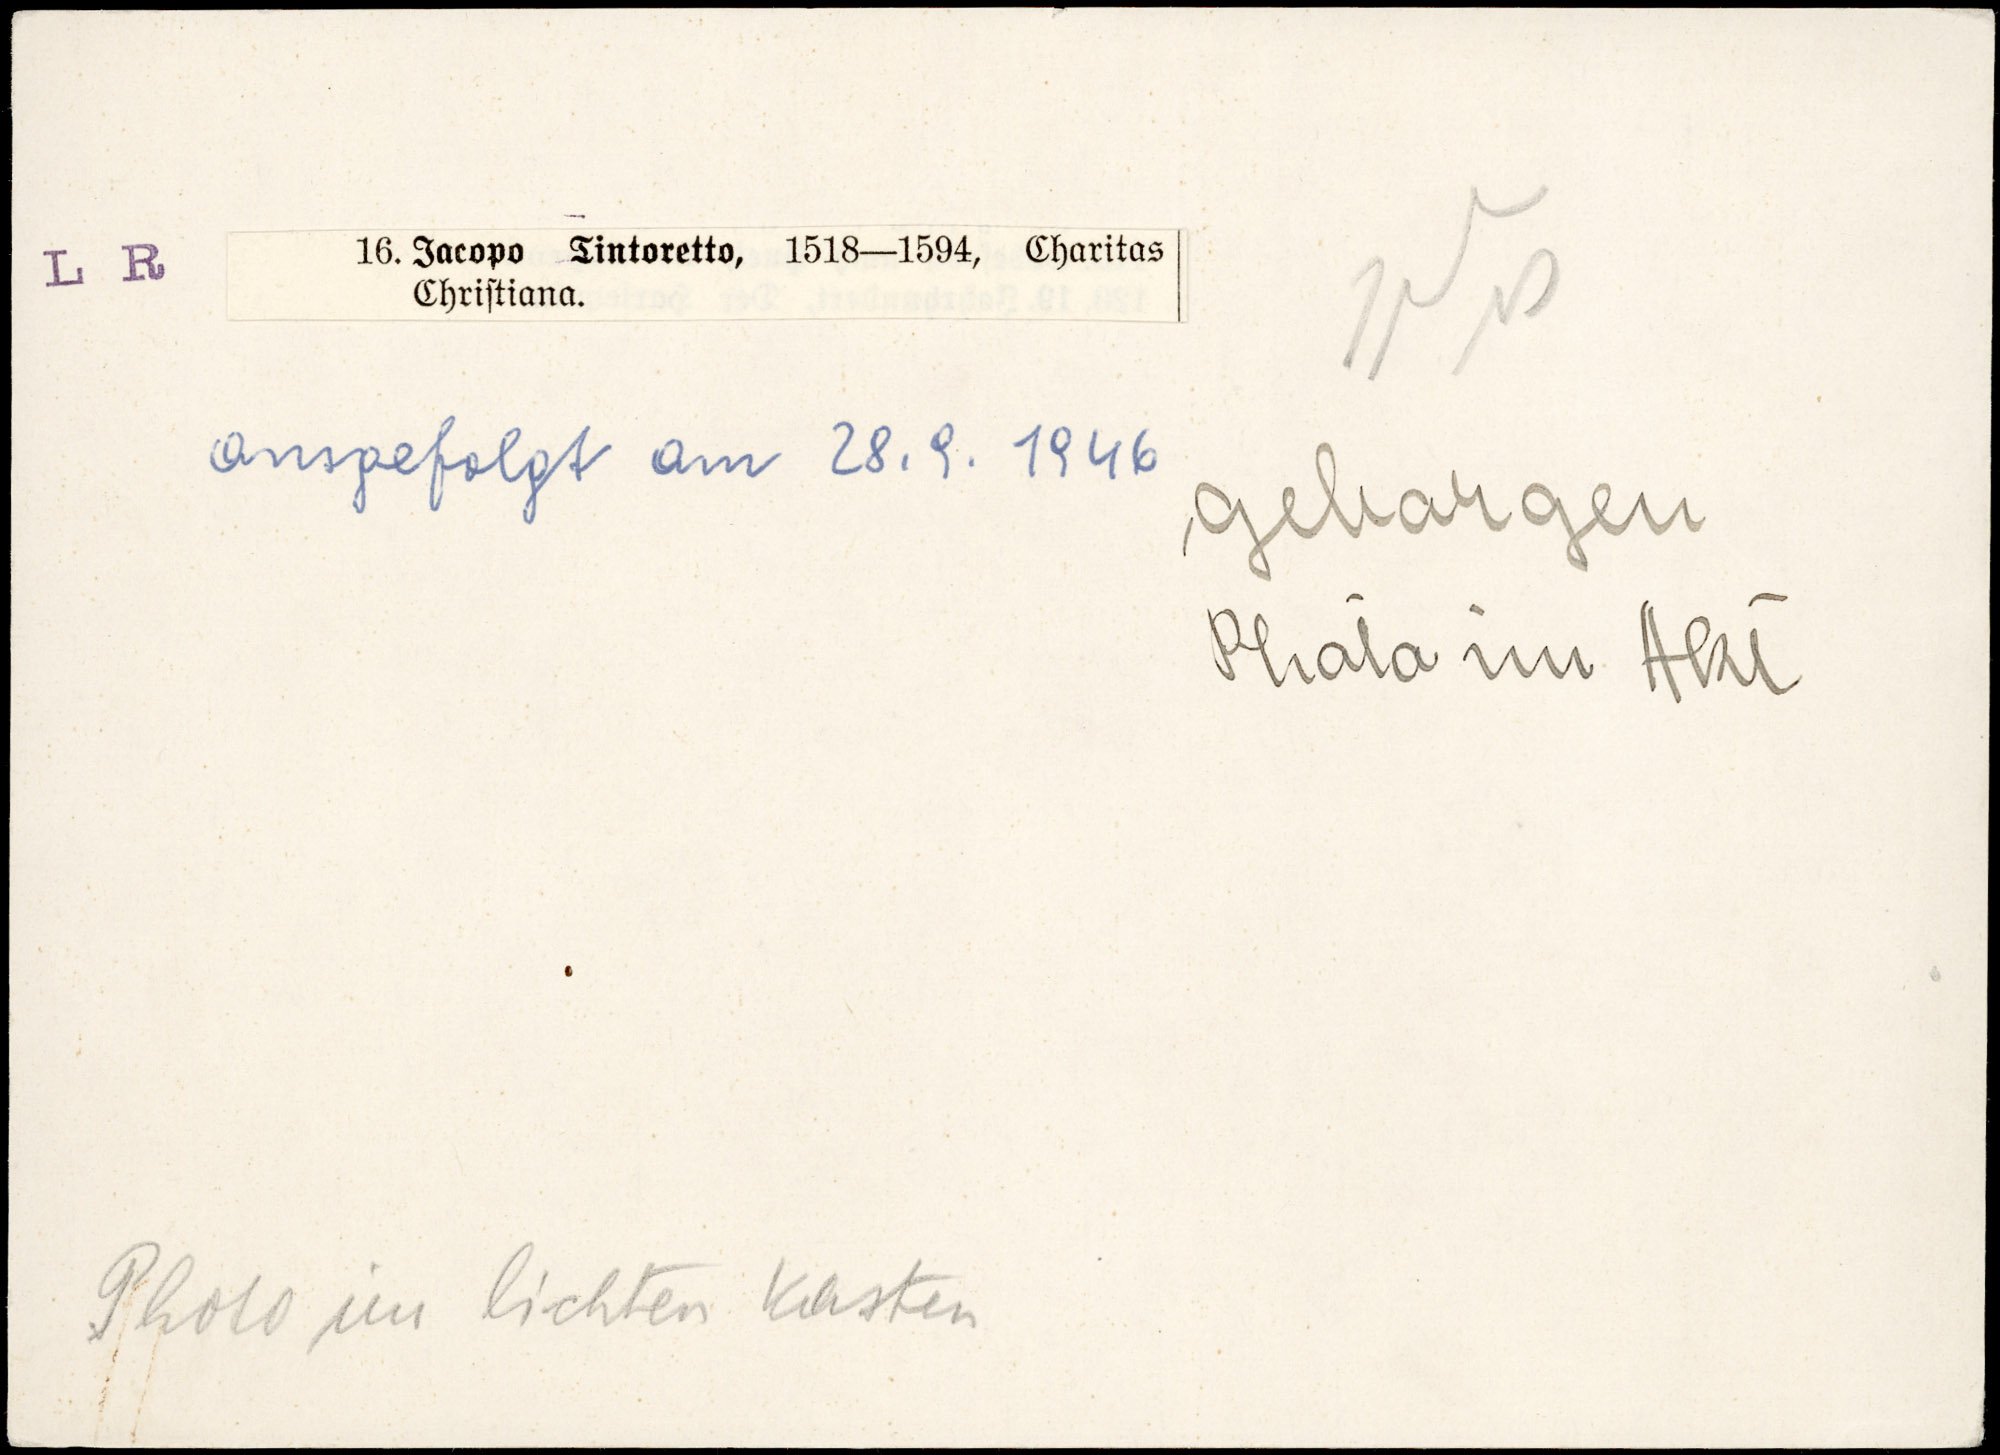 L R
16. Jacopo Tintoretto, 1518—1594, Charitas
Chriſtiana.
ausgefolgt am 28.9.1946
geborgen
Photo im Akt
Photo im lichten Kasten